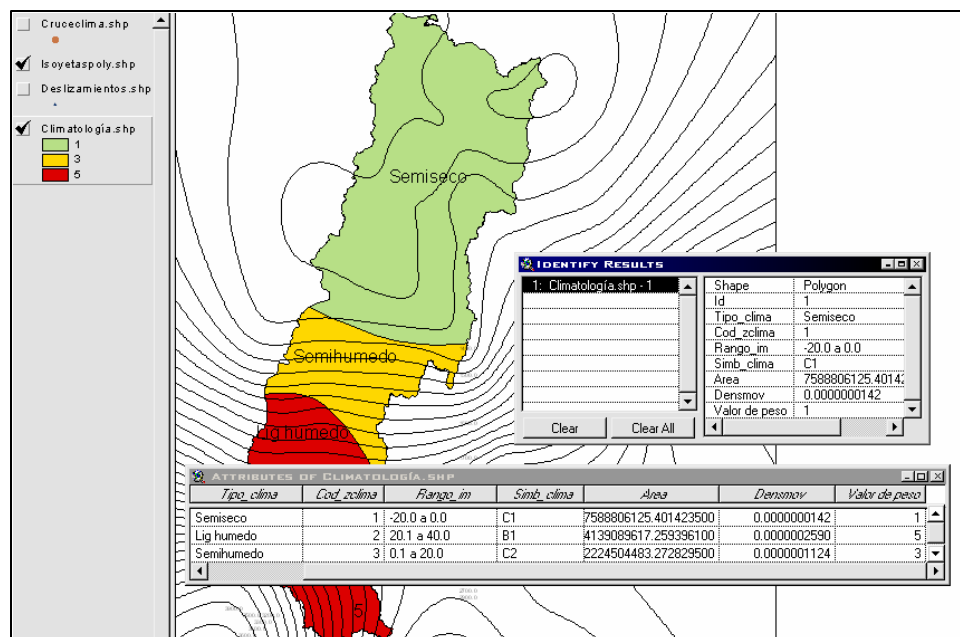 Cruceclima.shp
Isoyetaspoly.shp
Deslizamientos.shp
Climatología.shp
1
3
5
Semiseco
Semihumedo
Lig humedo
5
IDENTIFY RESULTS
1: Climatología.shp - 1
Shape Polygon
Id 1
Tipo_clima Semiseco
Cod_zclima 1
Rango_im -20.0 a 0.0
Simb_clima C1
Area 7588806125.40142
Densmov 0.0000000142
Valor de peso 1
Clear Clear All
ATTRIBUTES OF CLIMATOLOGÍA.SHP
Tipo_clima Cod_zclima Rango_im Simb_clima Area Densmov Valor de peso
Semiseco 1 -20.0 a 0.0 C1 7588806125.401423500 0.0000000142 1
Lig humedo 2 20.1 a 40.0 B1 4139089617.259396100 0.0000002590 5
Semihumedo 3 0.1 a 20.0 C2 2224504483.272829500 0.0000001124 3